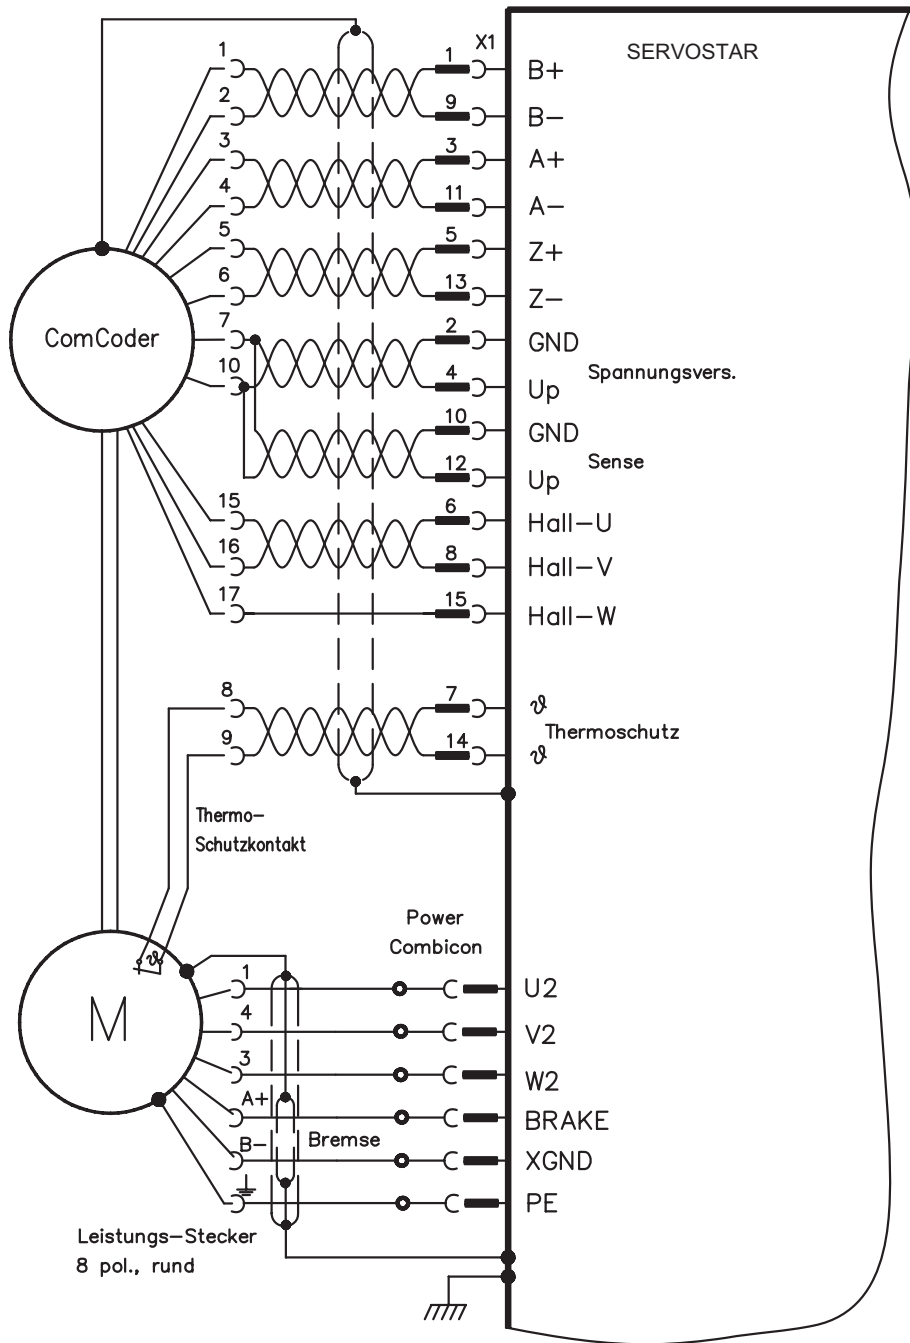 X1
SERVOSTAR
1 1 B+
2 9 B-
3 3 A+
4 11 A-
5 5 Z+
6 13 Z-
ComCoder
7 2 GND
Spannungsvers.
10 4 Up
10 GND
Sense
12 Up
15 6 Hall-U
16 8 Hall-V
17 15 Hall-W
8 7 ϑ
Thermoschutz
9 14 ϑ
Thermo-
Schutzkontakt
Power
Combicon
ϑ
M
1 U2
4 V2
3 W2
A+ BRAKE
Bremse
B- XGND
PE
Leistungs-Stecker
8 pol., rund